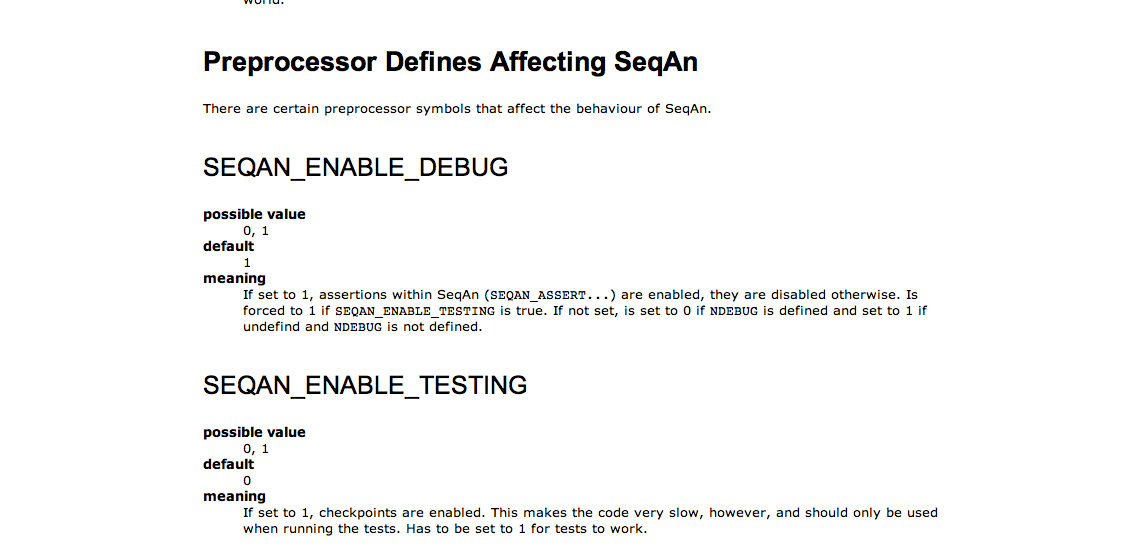 world.
Preprocessor Defines Affecting SeqAn
There are certain preprocessor symbols that affect the behaviour of SeqAn.
SEQAN_ENABLE_DEBUG
possible value
0, 1
default
1
meaning
If set to 1, assertions within SeqAn (SEQAN_ASSERT...) are enabled, they are disabled otherwise. Is
forced to 1 if SEQAN_ENABLE_TESTING is true. If not set, is set to 0 if NDEBUG is defined and set to 1 if
undefind and NDEBUG is not defined.
SEQAN_ENABLE_TESTING
possible value
0, 1
default
0
meaning
If set to 1, checkpoints are enabled. This makes the code very slow, however, and should only be used
when running the tests. Has to be set to 1 for tests to work.